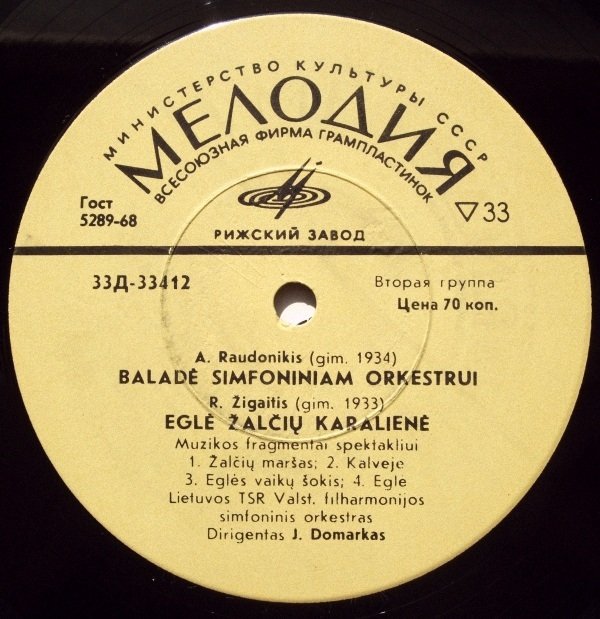 МИНИСТЕРСТВО КУЛЬТУРЫ СССР
МЕЛОДИЯ
ВСЕСОЮЗНАЯ ФИРМА ГРАМПЛАСТИНОК
Гост
5289-68
▽33
РИЖСКИЙ ЗАВОД
33Д-33412
Вторая группа
Цена 70 коп.
A. Raudonikis (gim. 1934)
BALADĖ SIMFONINIAM ORKESTRUI
R. Žigaitis (gim. 1933)
EGLĖ ŽALČIŲ KARALIENĖ
Muzikos fragmentai spektakliui
1. Žalčių maršas; 2. Kalvėje
3. Eglės vaikų šokis; 4. Eglė
Lietuvos TSR Valst. filharmonijos
simfoninis orkestras
Dirigentas J. Domarkas